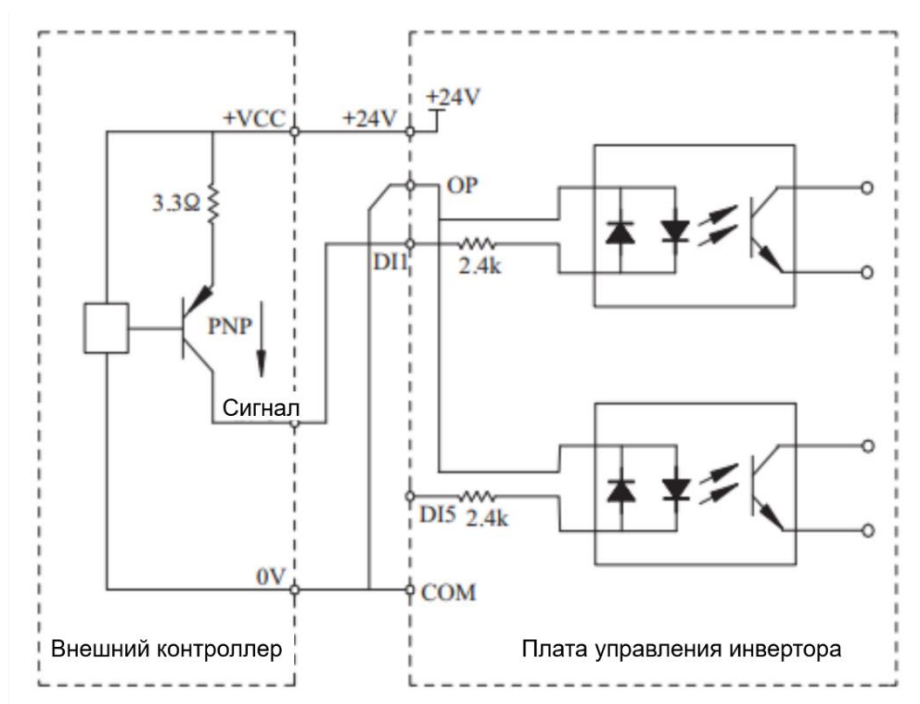 +24V
+VCC
+24V
OP
3.3Ω
DI1
2.4k
PNP
Сигнал
DI5
2.4k
0V
COM
Внешний контроллер
Плата управления инвертора